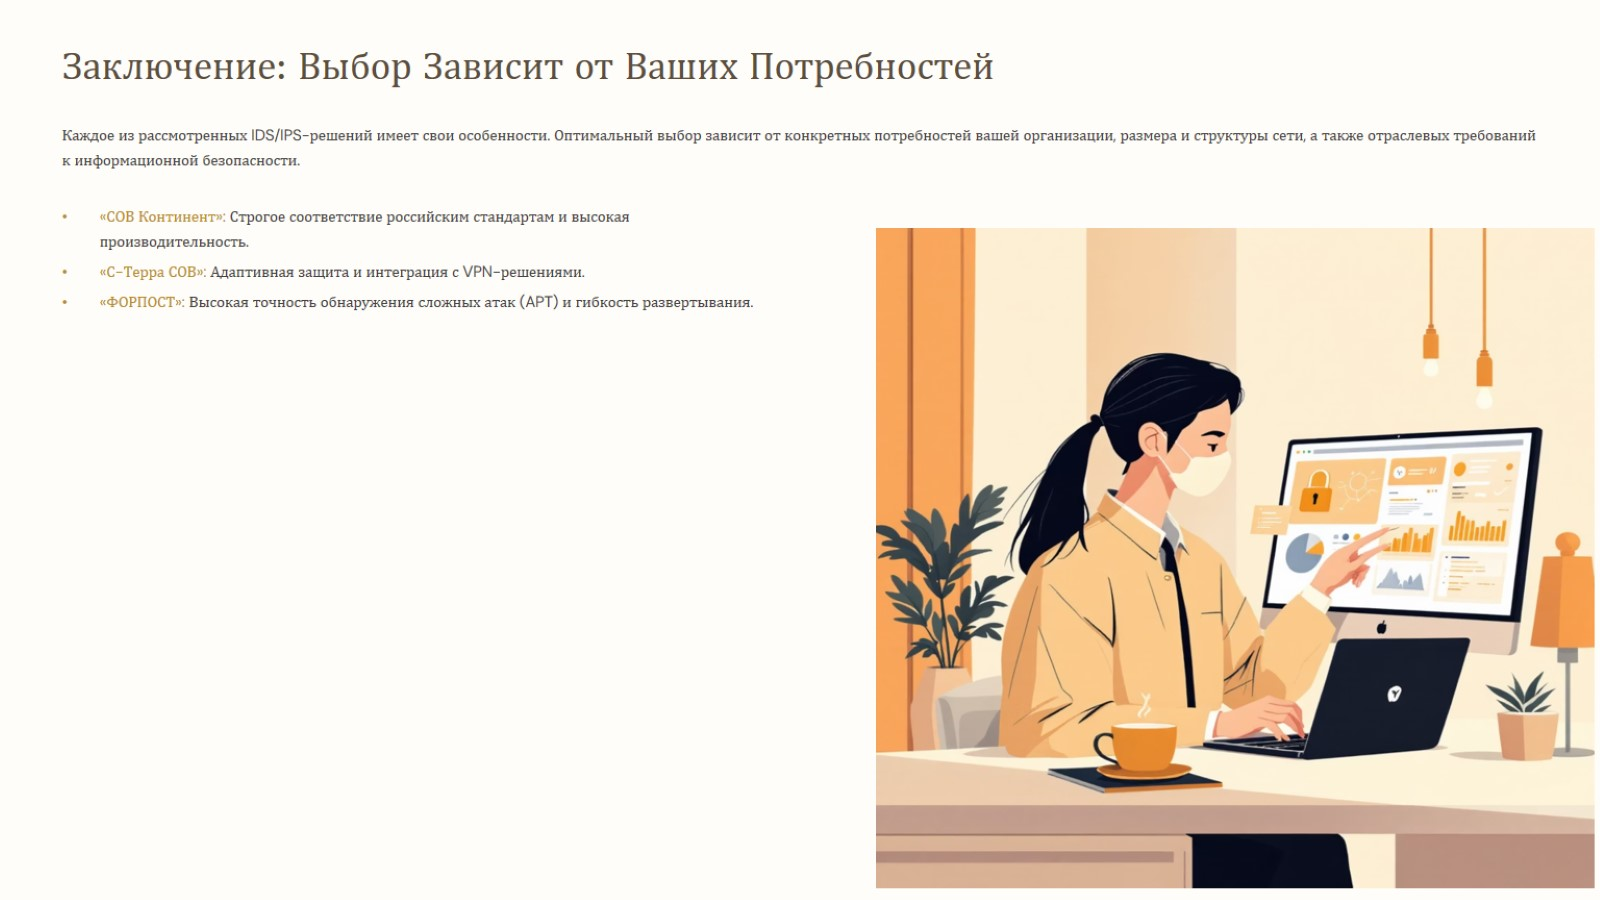 Заключение: Выбор Зависит от Ваших Потребностей
Каждое из рассмотренных IDS/IPS-решений имеет свои особенности. Оптимальный выбор зависит от конкретных потребностей вашей организации, размера и структуры сети, а также отраслевых требований
к информационной безопасности.
• «СОВ Континент»: Строгое соответствие российским стандартам и высокая
производительность.
• «С-Терра СОВ»: Адаптивная защита и интеграция с VPN-решениями.
• «ФОРПОСТ»: Высокая точность обнаружения сложных атак (APT) и гибкость развертывания.